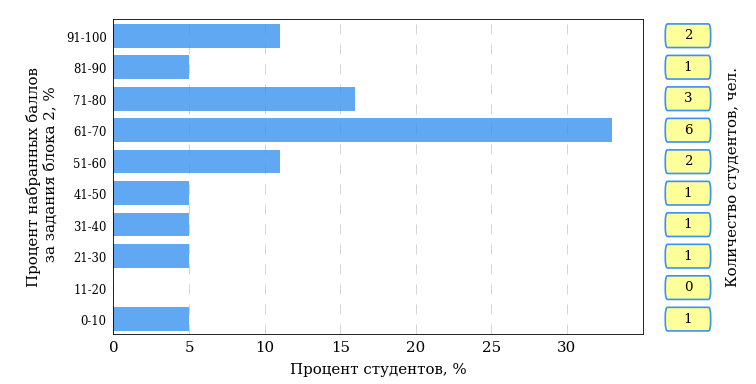 Процент набранных баллов
за задания блока 2, %
91-100 2
81-90 1
71-80 3
61-70 6
51-60 2
41-50 1
31-40 1
21-30 1
11-20 0
0-10 1
0 5 10 15 20 25 30
Процент студентов, %
Количество студентов, чел.